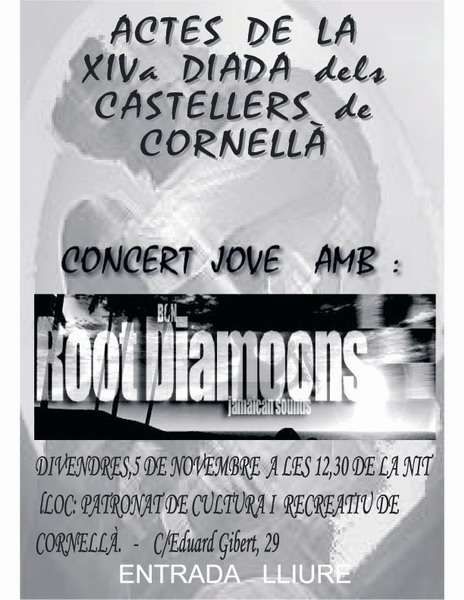 ACTES DE LA
XIVa DIADA dels
CASTELLERS de
CORNELLÀ
CONCERT JOVE AMB :
BCN...
Root Diamoons
jamaican sounds
DIVENDRES,5 DE NOVEMBRE A LES 12,30 DE LA NIT
lLOC: PATRONAT DE CULTURA I RECREATIU DE
CORNELLÀ. - C/Eduard Gibert, 29
ENTRADA LLIURE